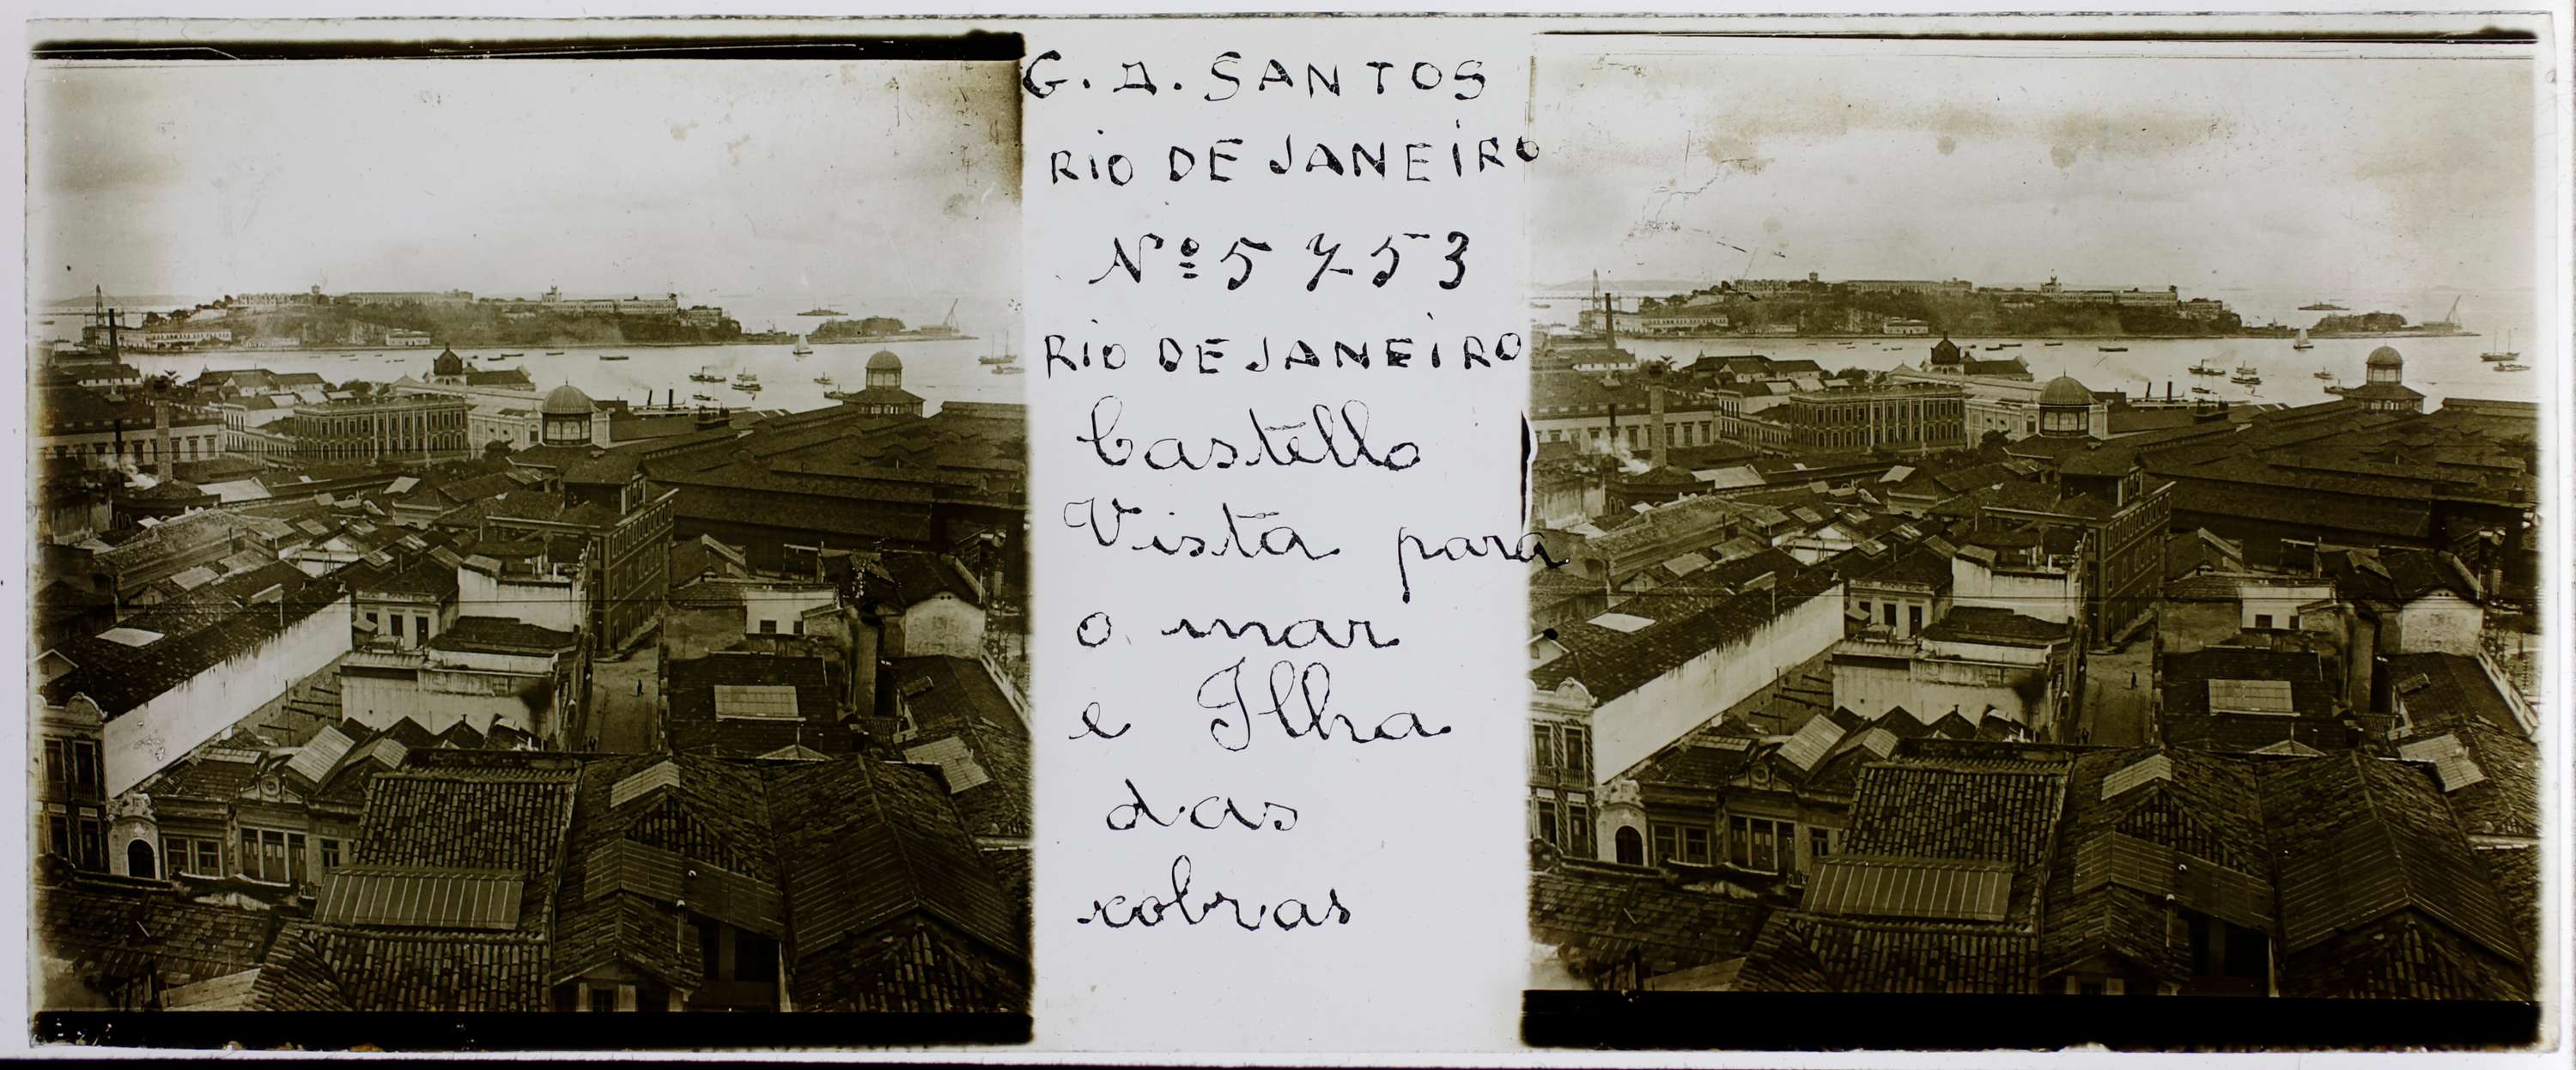 G. A. SANTOS
RIO DE JANEIRO
Nº 5753
RIO DE JANEIRO
Castello
Vista para
o mar
e Ilha
das
cobras